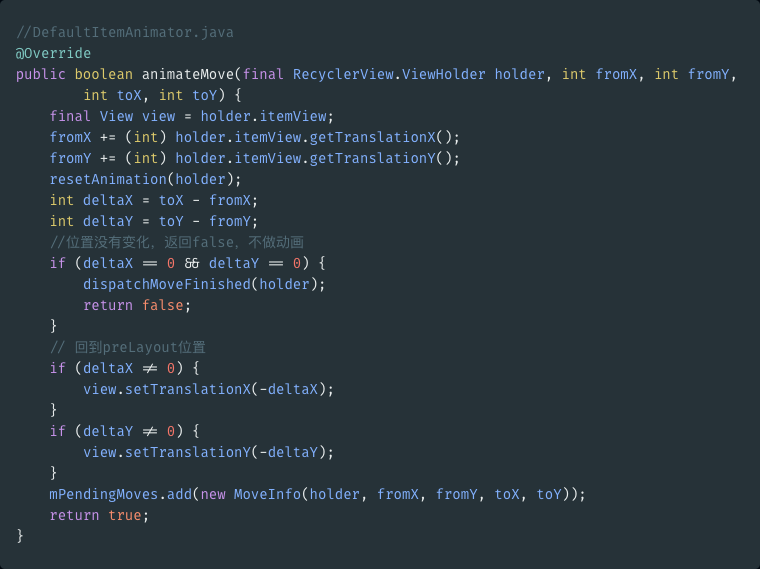 //DefaultItemAnimator.java
@Override
public boolean animateMove(final RecyclerView.ViewHolder holder, int fromX, int fromY,
        int toX, int toY) {
    final View view = holder.itemView;
    fromX += (int) holder.itemView.getTranslationX();
    fromY += (int) holder.itemView.getTranslationY();
    resetAnimation(holder);
    int deltaX = toX - fromX;
    int deltaY = toY - fromY;
    //位置没有变化，返回false，不做动画
    if (deltaX == 0 && deltaY == 0) {
        dispatchMoveFinished(holder);
        return false;
    }
    // 回到preLayout位置
    if (deltaX != 0) {
        view.setTranslationX(-deltaX);
    }
    if (deltaY != 0) {
        view.setTranslationY(-deltaY);
    }
    mPendingMoves.add(new MoveInfo(holder, fromX, fromY, toX, toY));
    return true;
}